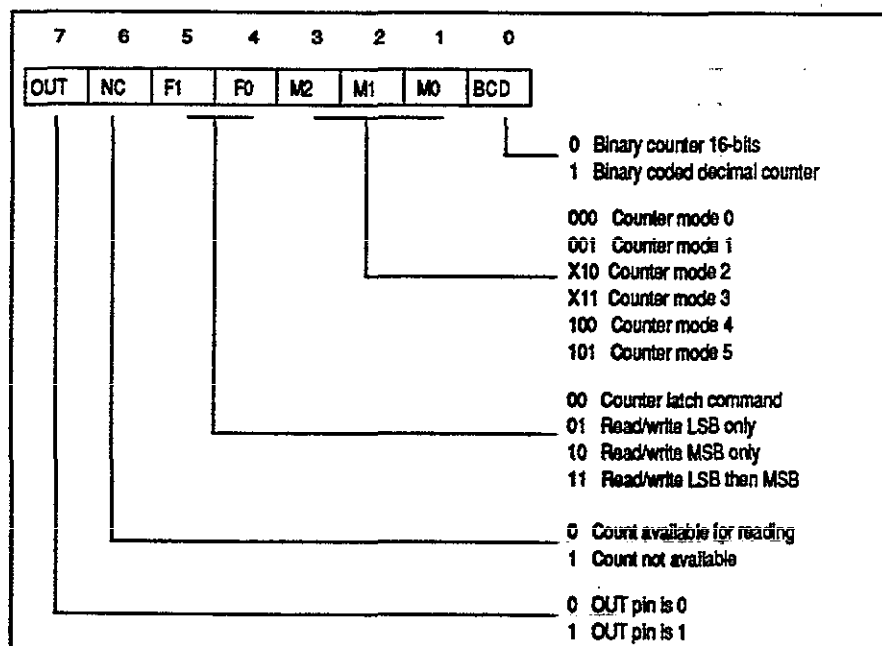 7 6 5 4 3 2 1 0
OUT NC F1 F0 M2 M1 M0 BCD
0 Binary counter 16-bits
1 Binary coded decimal counter
000 Counter mode 0
001 Counter mode 1
X10 Counter mode 2
X11 Counter mode 3
100 Counter mode 4
101 Counter mode 5
00 Counter latch command
01 Read/write LSB only
10 Read/write MSB only
11 Read/write LSB then MSB
0 Count available for reading
1 Count not available
0 OUT pin is 0
1 OUT pin is 1